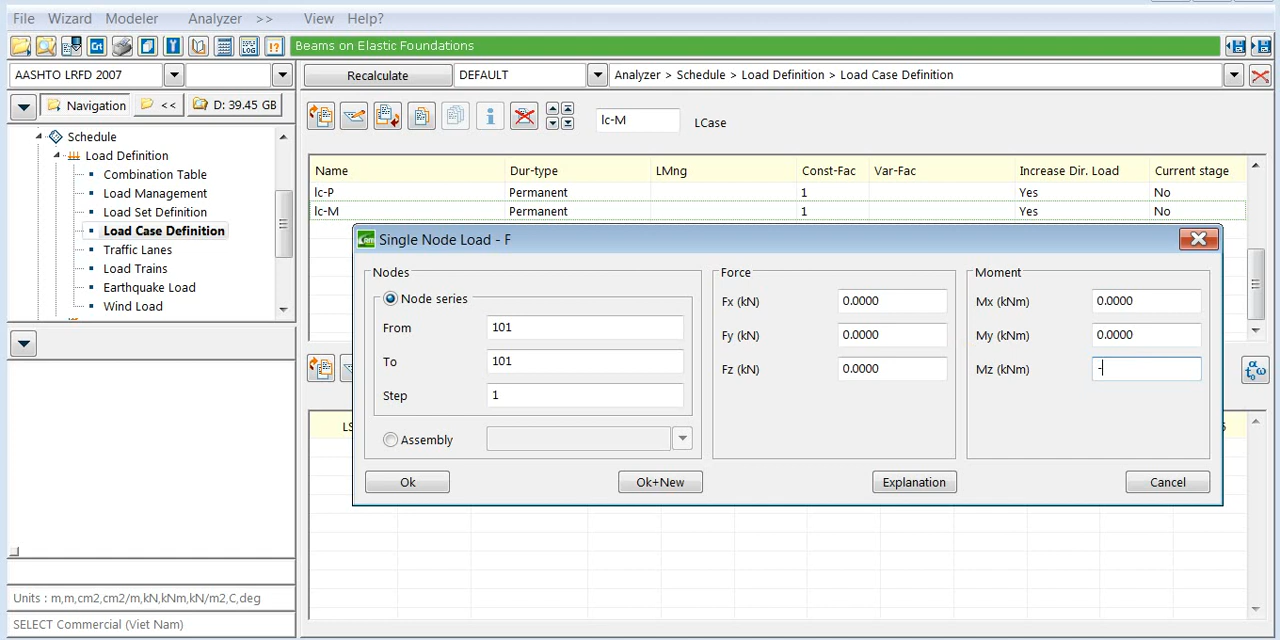 File Wizard Modeler Analyzer >> View Help?
Crt
LOG
Beams on Elastic Foundations
AASHTO LRFD 2007
Recalculate DEFAULT Analyzer > Schedule > Load Definition > Load Case Definition
Navigation << D: 39.45 GB
lc-M LCase
Schedule
Load Definition
Combination Table
Load Management
Load Set Definition
Load Case Definition
Traffic Lanes
Load Trains
Earthquake Load
Wind Load
Name Dur-type LMng Const-Fac Var-Fac Increase Dir. Load Current stage
lc-P Permanent 1 Yes No
lc-M Permanent 1 Yes No
Single Node Load - F
Nodes
Node series
From 101
To 101
Step 1
Assembly
Force
Fx (kN) 0.0000
Fy (kN) 0.0000
Fz (kN) 0.0000
Moment
Mx (kNm) 0.0000
My (kNm) 0.0000
Mz (kNm) -
Ok Ok+New Explanation Cancel
Units : m,m,cm2,cm2/m,kN,kNm,kN/m2,C,deg
SELECT Commercial (Viet Nam)